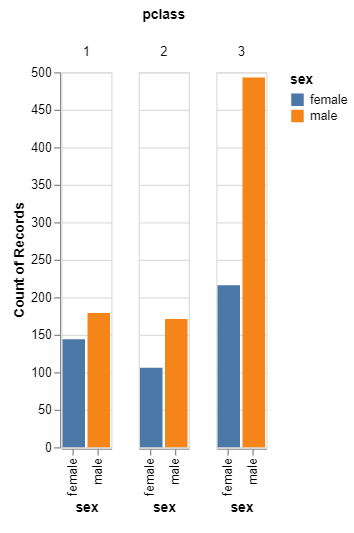 pclass
1 2 3
sex
female
male
Count of Records
500
450
400
350
300
250
200
150
100
50
0
female male female male female male
sex sex sex